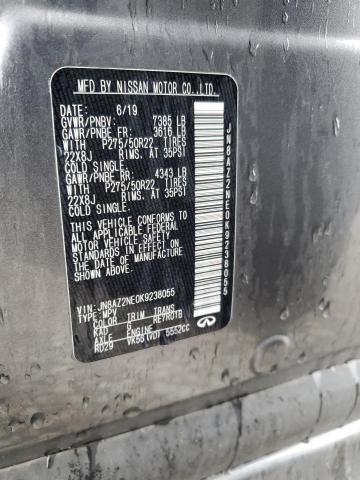 MFD BY NISSAN MOTOR CO.,LTD.
DATE: 6/19
GVWR/PNBV: 7385 LB
GAWR/PNBE FR: 3616 LB
WITH P275/50R22 TIRES
22X8J RIMS. AT 35PSI
COLD SINGLE.
GAWR/PNBE RR: 4343 LB
WITH P275/50R22 TIRES
22X8J RIMS. AT 35PSI
COLD SINGLE.
THIS VEHICLE CONFORMS TO ALL
APPLICABLE U.S. FEDERAL
MOTOR VEHICLE SAFETY
STANDARDS IN EFFECT ON THE
DATE OF MANUFACTURE SHOWN
ABOVE.
VIN: JN8AZ2NE0K9238055
TYPE: MPV
COLOR TRIM TRANS
KAD G RE7R01B
AXLE ENGINE
RD29 VK56(VD) 5552CC
JN8AZ2NE0K9238055
INFINITI